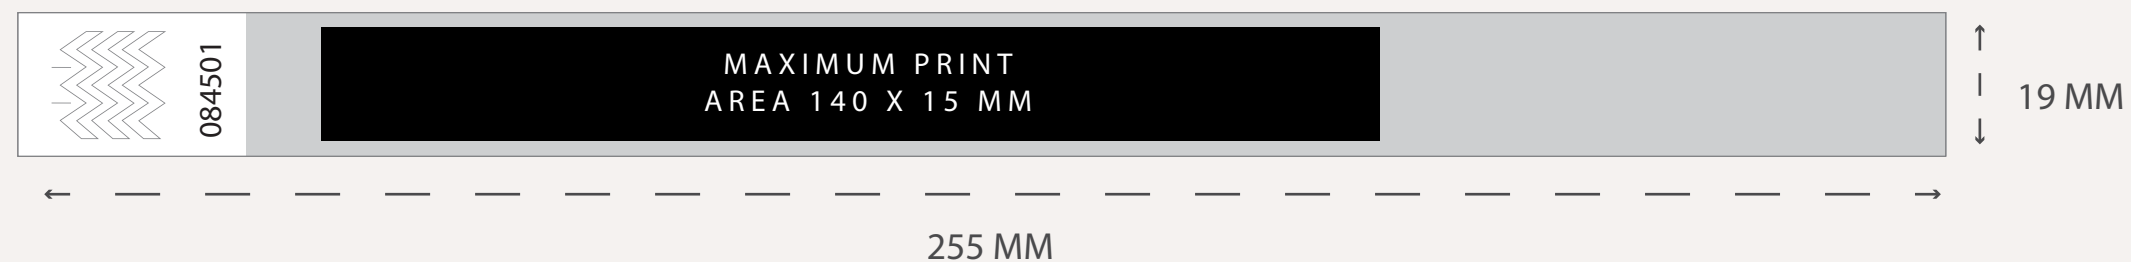 084501
MAXIMUM PRINT
AREA 140 X 15 MM
19 MM
255 MM